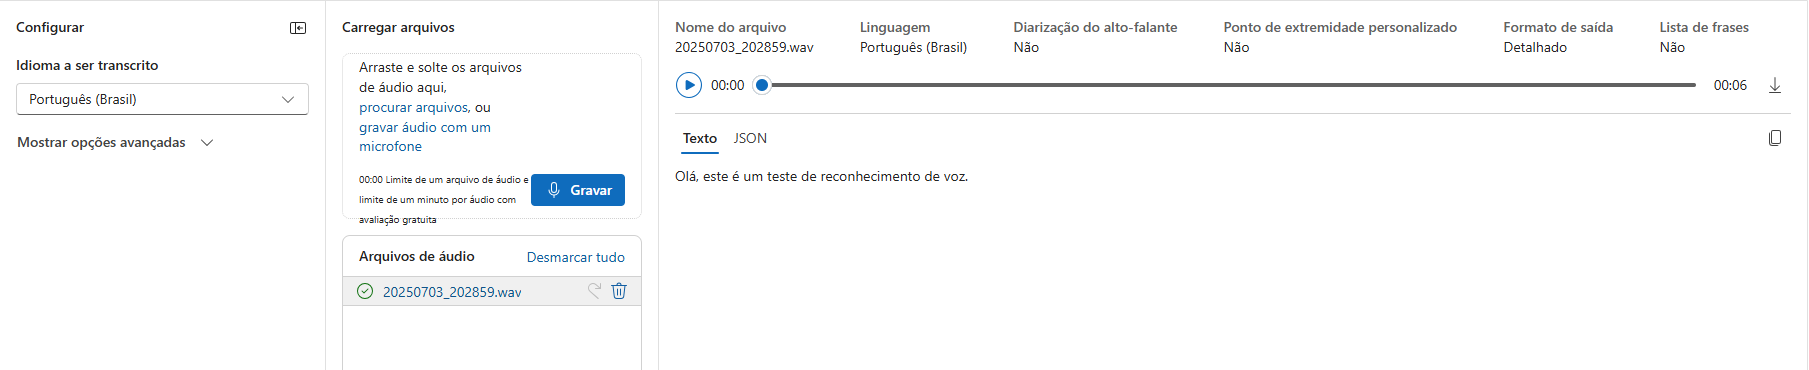 Configurar
Idioma a ser transcrito
Português (Brasil)
Mostrar opções avançadas
Carregar arquivos
Arraste e solte os arquivos
de áudio aqui,
procurar arquivos, ou
gravar áudio com um
microfone
00:00 Limite de um arquivo de áudio e
limite de um minuto por áudio com
avaliação gratuita
Gravar
Arquivos de áudio
Desmarcar tudo
20250703_202859.wav
Nome do arquivo
20250703_202859.wav
Linguagem
Português (Brasil)
Diarização do alto-falante
Não
Ponto de extremidade personalizado
Não
Formato de saída
Detalhado
Lista de frases
Não
00:00
00:06
Texto
JSON
Olá, este é um teste de reconhecimento de voz.